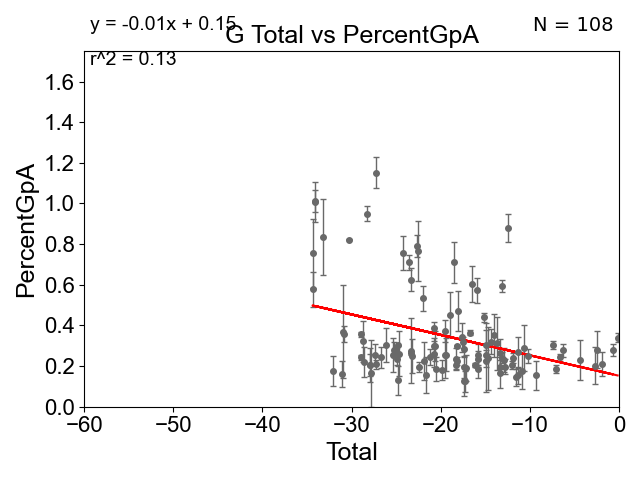 y = -0.01x + 0.15
G Total vs PercentGpA
N = 108
r^2 = 0.13
PercentGpA
1.6
1.4
1.2
1.0
0.8
0.6
0.4
0.2
0.0
−60
−50
−40
−30
−20
−10
0
Total